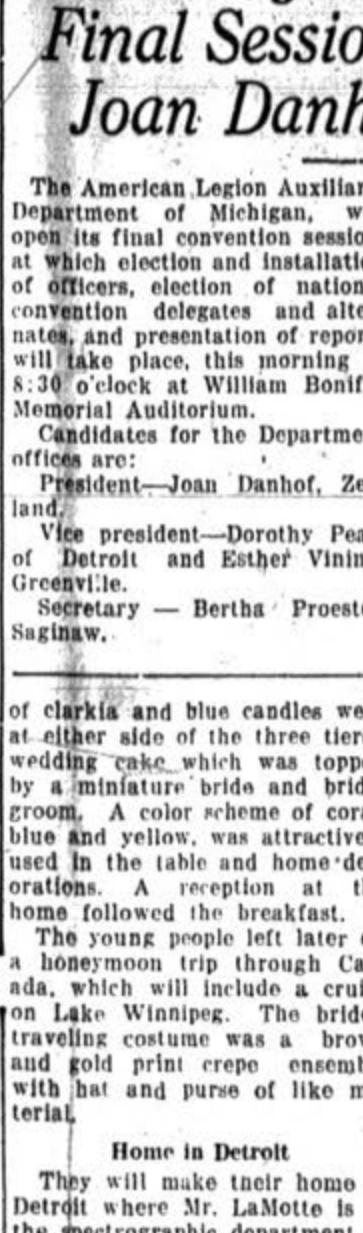 Final Sessio
Joan Danh
The American Legion Auxiliar
Department of Michigan, w
open its final convention sessio
at which election and installatio
of officers, election of nation
convention delegates and alte
nates, and presentation of repor
will take place, this morning
8:30 o'clock at William Bonif
Memorial Auditorium.
Candidates for the Departme
offices are:
President—Joan Danhof, Ze
land.
Vice president—Dorothy Pea
of Detroit and Esther Vinin
Greenville.
Secretary — Bertha Proest
Saginaw.
of clarkia and blue candles we
at either side of the three tier
wedding cake which was topp
by a miniature bride and brid
groom. A color scheme of cora
blue and yellow, was attractive
used in the table and home de
orations. A reception at t
home followed the breakfast.
The young people left later
a honeymoon trip through Ca
ada, which will include a crui
on Lake Winnipeg. The brid
traveling costume was a brow
and gold print crepe ensemb
with hat and purse of like m
terial.
Home in Detroit
They will make their home
Detroit where Mr. LaMotte is
the spectrographic department